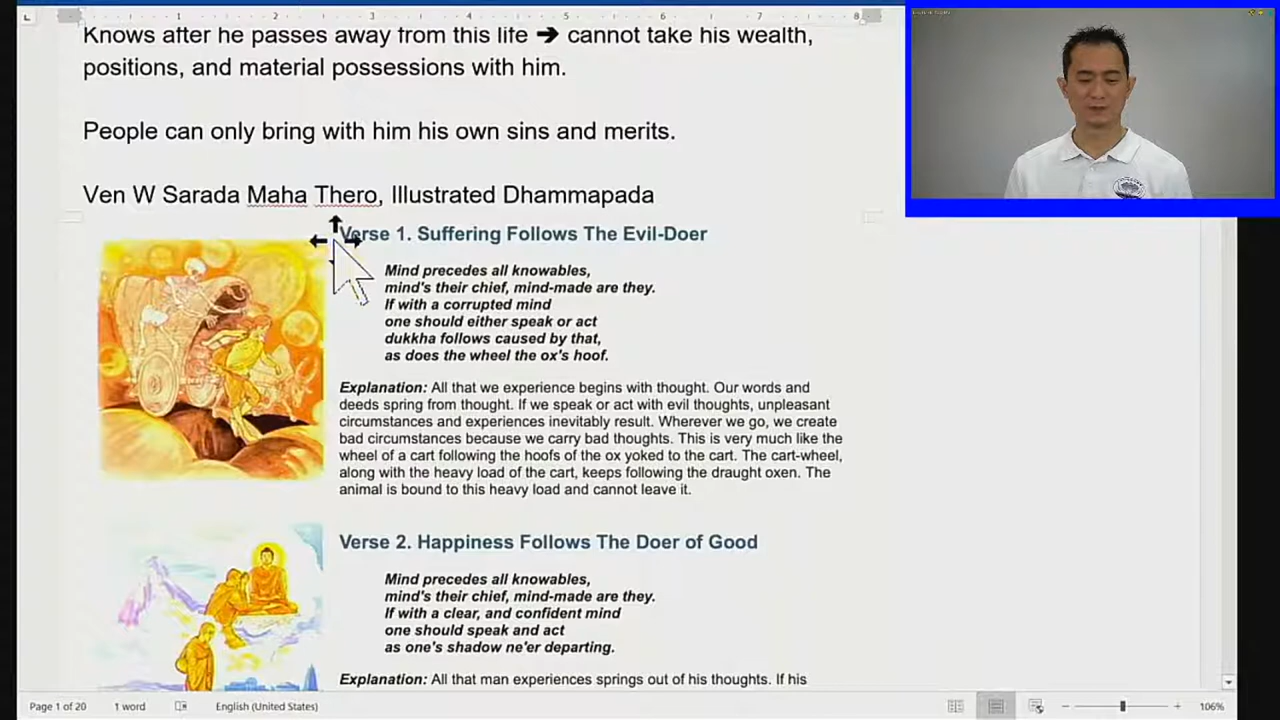 1 2 3 4 5 6 7 8
Knows after he passes away from this life ➔ cannot take his wealth,
positions, and material possessions with him.
People can only bring with him his own sins and merits.
Ven W Sarada Maha Thero, Illustrated Dhammapada
Verse 1. Suffering Follows The Evil-Doer
Mind precedes all knowables,
mind's their chief, mind-made are they.
If with a corrupted mind
one should either speak or act
dukkha follows caused by that,
as does the wheel the ox's hoof.
Explanation: All that we experience begins with thought. Our words and
deeds spring from thought. If we speak or act with evil thoughts, unpleasant
circumstances and experiences inevitably result. Wherever we go, we create
bad circumstances because we carry bad thoughts. This is very much like the
wheel of a cart following the hoofs of the ox yoked to the cart. The cart-wheel,
along with the heavy load of the cart, keeps following the draught oxen. The
animal is bound to this heavy load and cannot leave it.
Verse 2. Happiness Follows The Doer of Good
Mind precedes all knowables,
mind's their chief, mind-made are they.
If with a clear, and confident mind
one should speak and act
as one's shadow ne'er departing.
Explanation: All that man experiences springs out of his thoughts. If his
Page 1 of 20 1 word English (United States) 106%